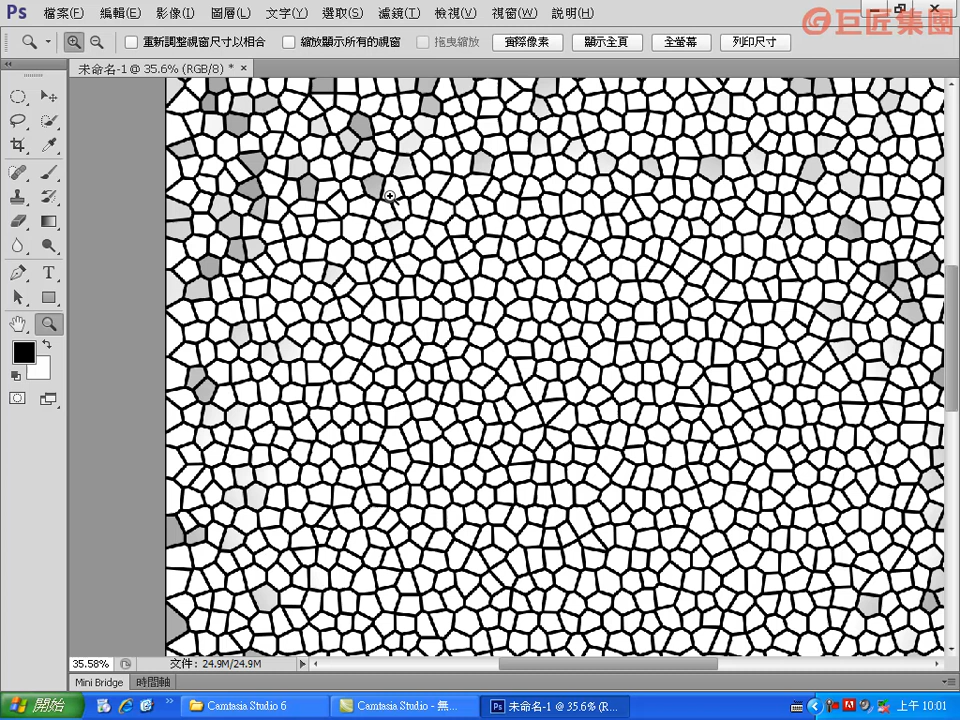 Ps 檔案(F) 編輯(E) 影像(I) 圖層(L) 文字(Y) 選取(S) 濾鏡(T) 檢視(V) 視窗(W) 說明(H)
巨匠集團
重新調整視窗尺寸以相合 縮放顯示所有的視窗 拖曳縮放 實際像素 顯示全頁 全螢幕 列印尺寸
未命名-1 @ 35.6% (RGB/8) * ×
T
35.58% 文件: 24.9M/24.9M
Mini Bridge 時間軸
開始 Camtasia Studio 6 Camtasia Studio - 無... Ps 未命名-1 @ 35.6% (R... 上午 10:01